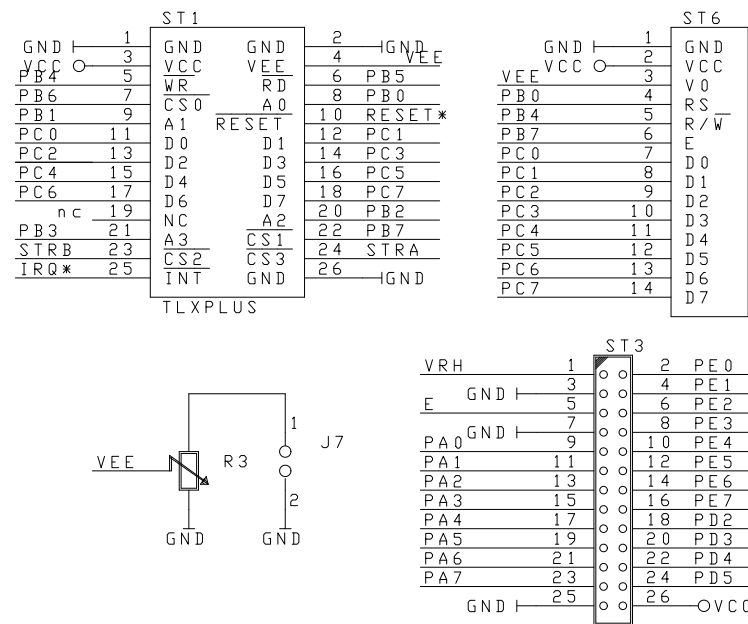 ST1
GND 1 GND GND 2 GND
VCC 3 VCC VEE 4 VEE
PB4 5 WR RD 6 PB5
PB6 7 CS0 A0 8 PB0
PB1 9 A1 RESET 10 RESET*
PC0 11 D0 D1 12 PC1
PC2 13 D2 D3 14 PC3
PC4 15 D4 D5 16 PC5
PC6 17 D6 D7 18 PC7
nc 19 NC A2 20 PB2
PB3 21 A3 CS1 22 PB7
STRB 23 CS2 CS3 24 STRA
IRQ* 25 INT GND 26 GND
TLXPLUS
ST6
GND 1 GND
VCC 2 VCC
VEE 3 V0
PB0 4 RS
PB4 5 R/W
PB7 6 E
PC0 7 D0
PC1 8 D1
PC2 9 D2
PC3 10 D3
PC4 11 D4
PC5 12 D5
PC6 13 D6
PC7 14 D7
VEE R3 1 J7
2
GND GND
ST3
VRH 1 2 PE0
GND 3 4 PE1
E 5 6 PE2
GND 7 8 PE3
PA0 9 10 PE4
PA1 11 12 PE5
PA2 13 14 PE6
PA3 15 16 PE7
PA4 17 18 PD2
PA5 19 20 PD3
PA6 21 22 PD4
PA7 23 24 PD5
GND 25 26 VCC